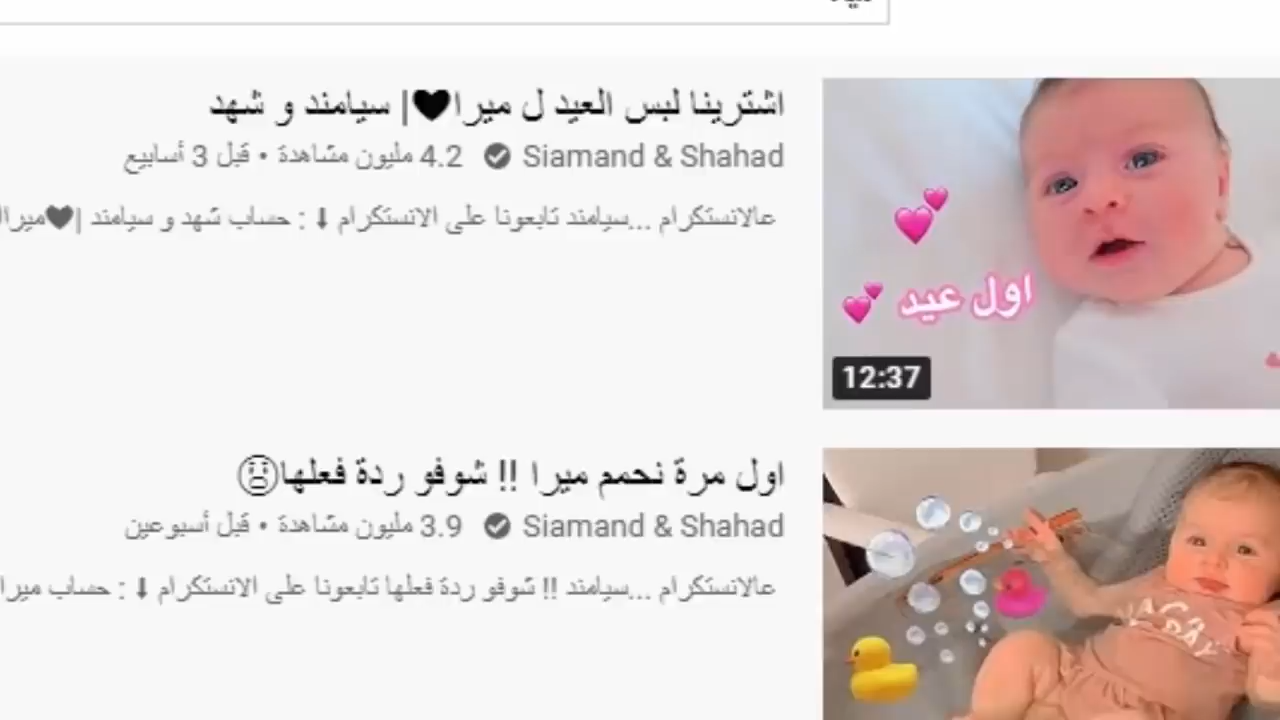 اشترينا لبس العيد ل ميرا🖤| سيامند و شهد
Siamand & Shahad 4.2 مليون مشاهدة • قبل 3 أسابيع
عالانستكرام ...سيامند تابعونا على الانستكرام ⬇ : حساب شهد و سيامند |🖤ميرا
اول عيد
12:37
اول مرة نحمم ميرا !! شوفو ردة فعلها😧
Siamand & Shahad 3.9 مليون مشاهدة • قبل أسبوعين
عالانستكرام ...سيامند !! شوفو ردة فعلها تابعونا على الانستكرام ⬇ : حساب ميرا